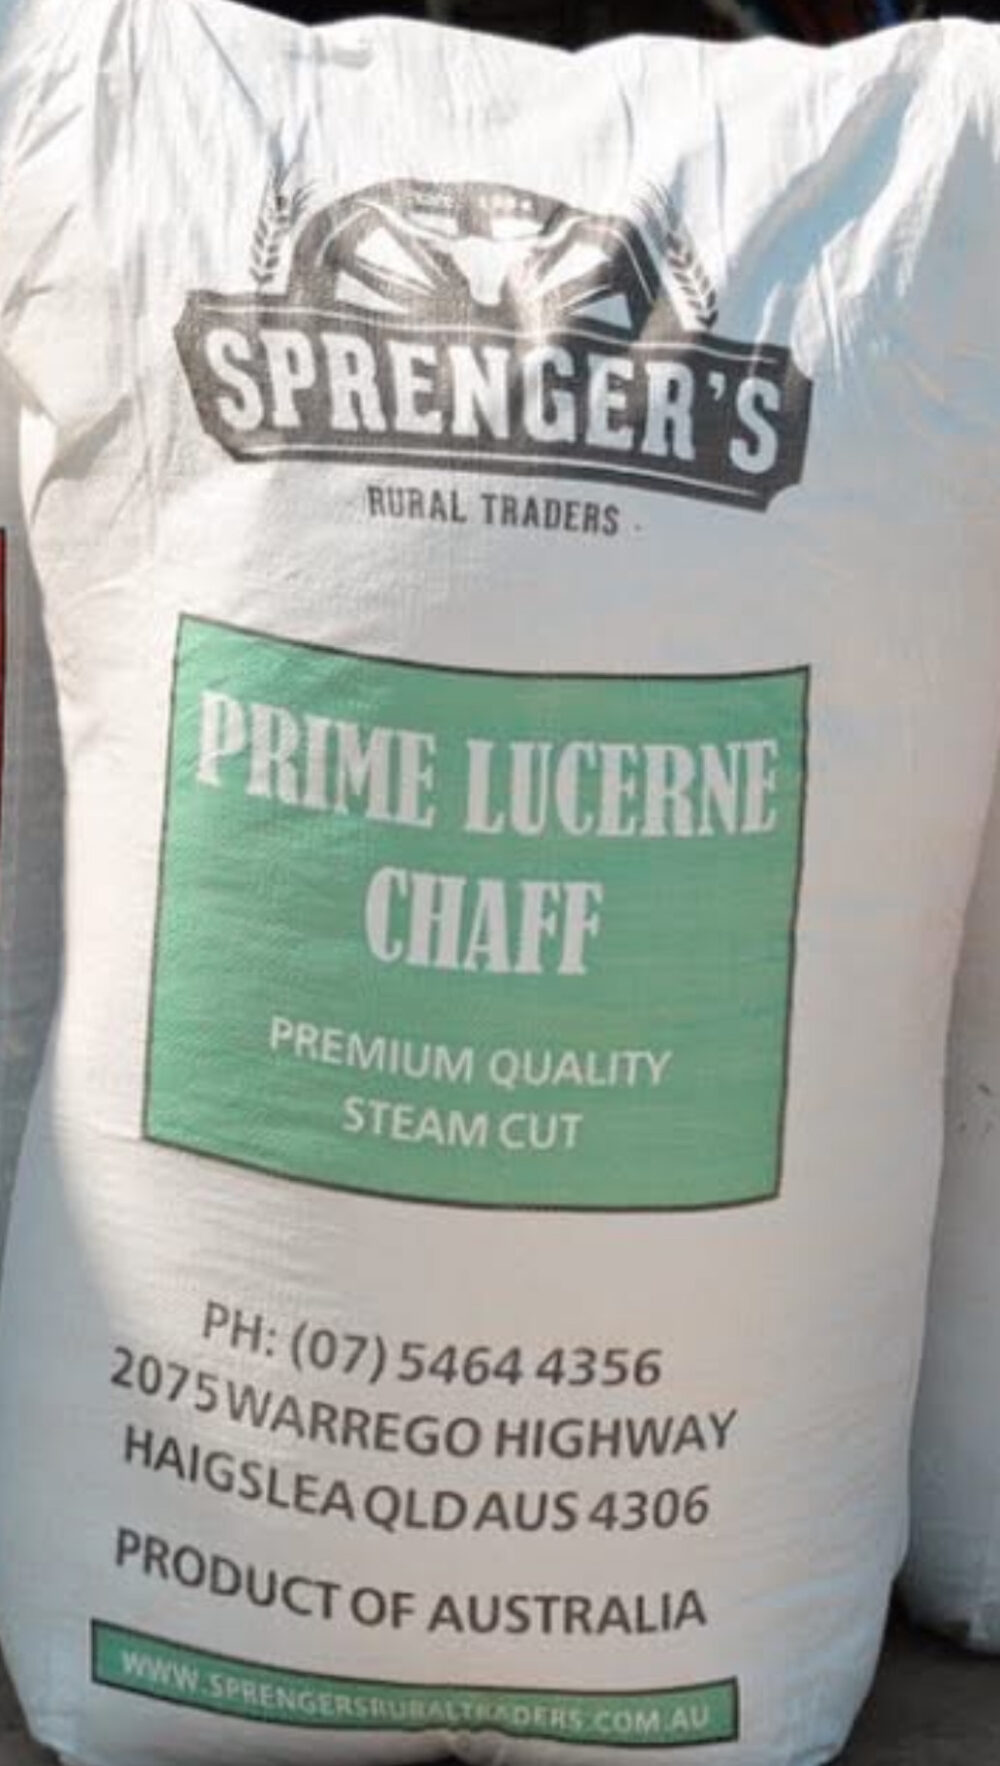 SPRENGER'S
RURAL TRADERS
PRIME LUCERNE
CHAFF
PREMIUM QUALITY
STEAM CUT
PH: (07) 5464 4356
2075 WARREGO HIGHWAY
HAIGSLEA QLD AUS 4306
PRODUCT OF AUSTRALIA
WWW.SPRENGERSRURALTRADERS.COM.AU